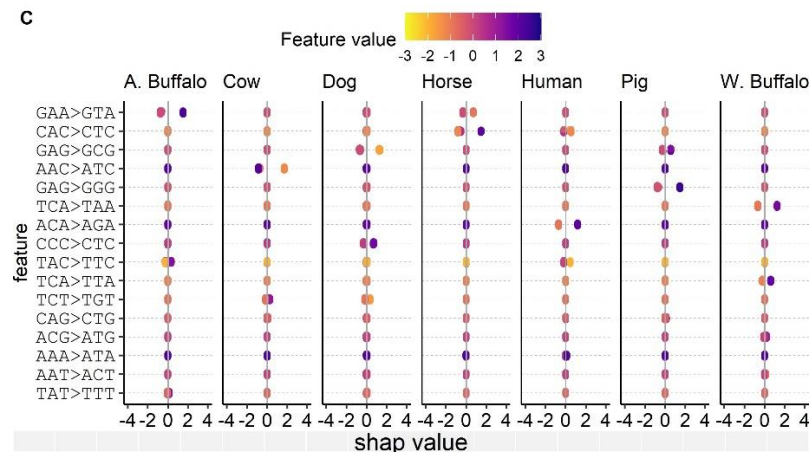 C
Feature value
-3 -2 -1 0 1 2 3
A. Buffalo Cow Dog Horse Human Pig W. Buffalo
feature
GAA>GTA
CAC>CTC
GAG>GCG
AAC>ATC
GAG>GGG
TCA>TAA
ACA>AGA
CCC>CTC
TAC>TTC
TCA>TTA
TCT>TGT
CAG>CTG
ACG>ATG
AAA>ATA
AAT>ACT
TAT>TTT
-4 -2 0 2 4 -4 -2 0 2 4 -4 -2 0 2 4 -4 -2 0 2 4 -4 -2 0 2 4 -4 -2 0 2 4 -4 -2 0 2 4
shap value